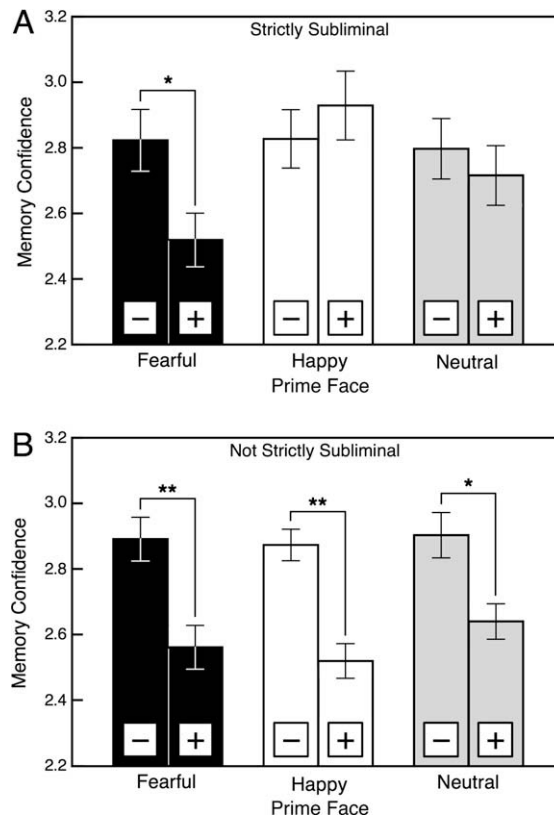 A
Strictly Subliminal
Memory Confidence
3.2
3.0
2.8
2.6
2.4
2.2
*
− + − + − +
Fearful Happy Neutral
Prime Face
B
Not Strictly Subliminal
Memory Confidence
3.2
3.0
2.8
2.6
2.4
2.2
** ** *
− + − + − +
Fearful Happy Neutral
Prime Face